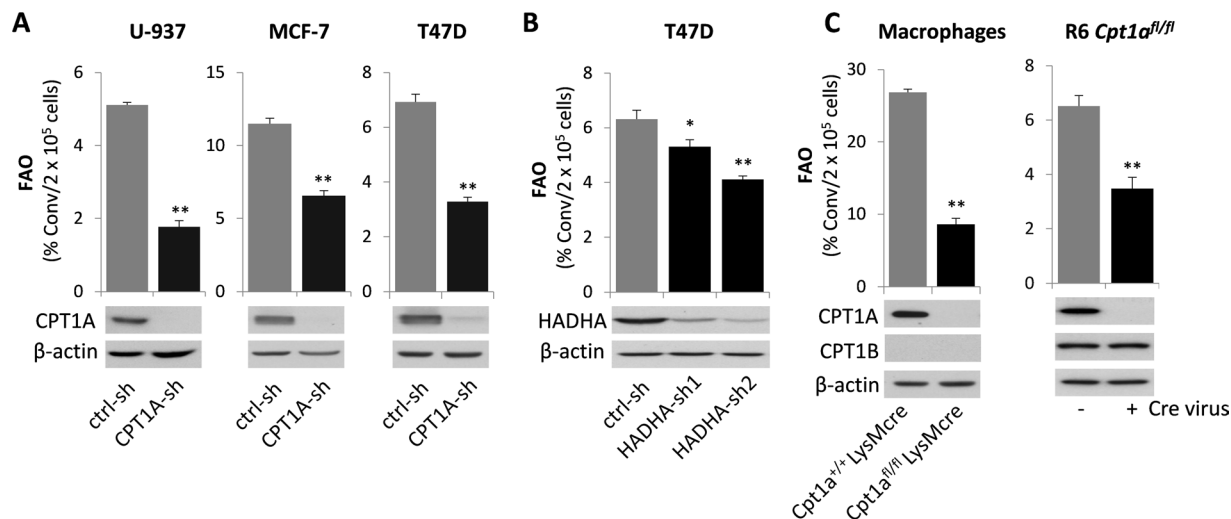 A
U-937
MCF-7
T47D
FAO
(% Conv/2 x 10⁵ cells)
6
4
2
0
15
10
5
0
8
6
4
2
0
**
**
**
CPT1A
β-actin
ctrl-sh
CPT1A-sh
ctrl-sh
CPT1A-sh
ctrl-sh
CPT1A-sh
B
T47D
FAO
(% Conv/2 x 10⁵ cells)
8
6
4
2
0
*
**
HADHA
β-actin
ctrl-sh
HADHA-sh1
HADHA-sh2
C
Macrophages
R6 Cpt1aᶠˡ/ᶠˡ
FAO
(% Conv/2 x 10⁵ cells)
30
20
10
0
8
6
4
2
0
**
**
CPT1A
CPT1B
β-actin
Cpt1a⁺/⁺ LysMcre
Cpt1aᶠˡ/ᶠˡ LysMcre
- + Cre virus